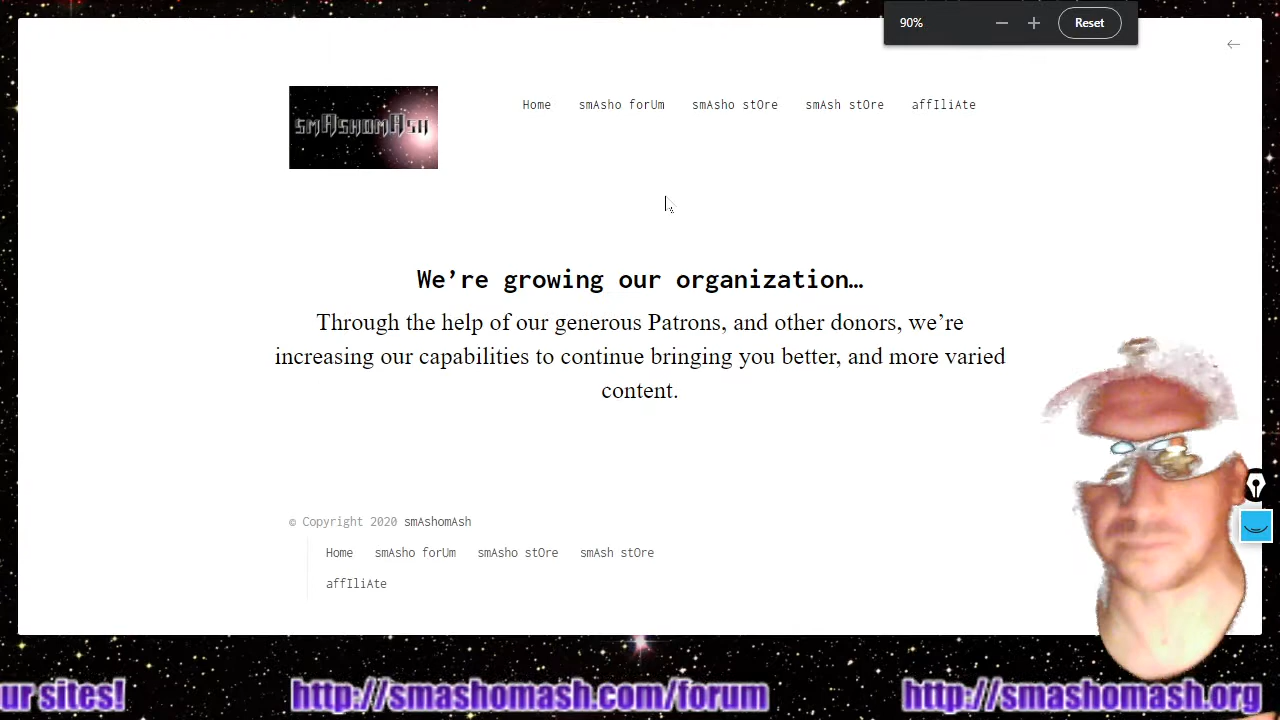 90%
Reset
smAshomAsh
Home smAsho forUm smAsho stOre smAsh stOre affIliAte
We’re growing our organization…
Through the help of our generous Patrons, and other donors, we’re
increasing our capabilities to continue bringing you better, and more varied
content.
© Copyright 2020 smAshomAsh
Home smAsho forUm smAsho stOre smAsh stOre
affIliAte
ur sites! http://smashomash.com/forum http://smashomash.org